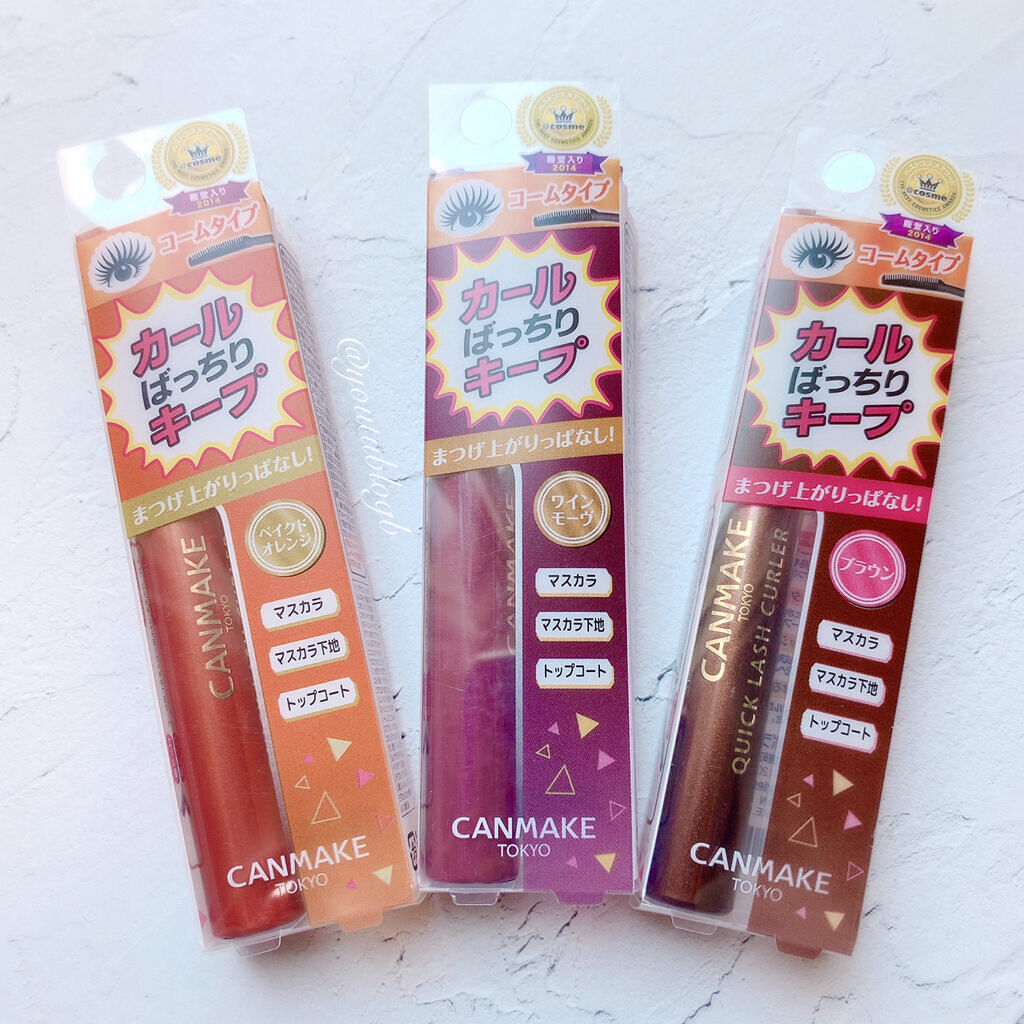 @cosme
殿堂入り
2014
コームタイプ
カール
ばっちり
キープ
まつげ上がりっぱなし!
ベイクド
オレンジ
マスカラ
マスカラ下地
トップコート
CANMAKE
TOKYO
CANMAKE
TOKYO
@cosme
殿堂入り
2014
コームタイプ
カール
ばっちり
キープ
まつげ上がりっぱなし!
ワイン
モーヴ
マスカラ
マスカラ下地
トップコート
CANMAKE
CANMAKE
TOKYO
@cosme
THE BEST COSMETICS AWARD
殿堂入り
2014
コームタイプ
カール
ばっちり
キープ
まつげ上がりっぱなし!
ブラウン
マスカラ
マスカラ下地
トップコート
CANMAKE
TOKYO
QUICK LASH CURLER
CANMAKE
TOKYO
@youuublogb